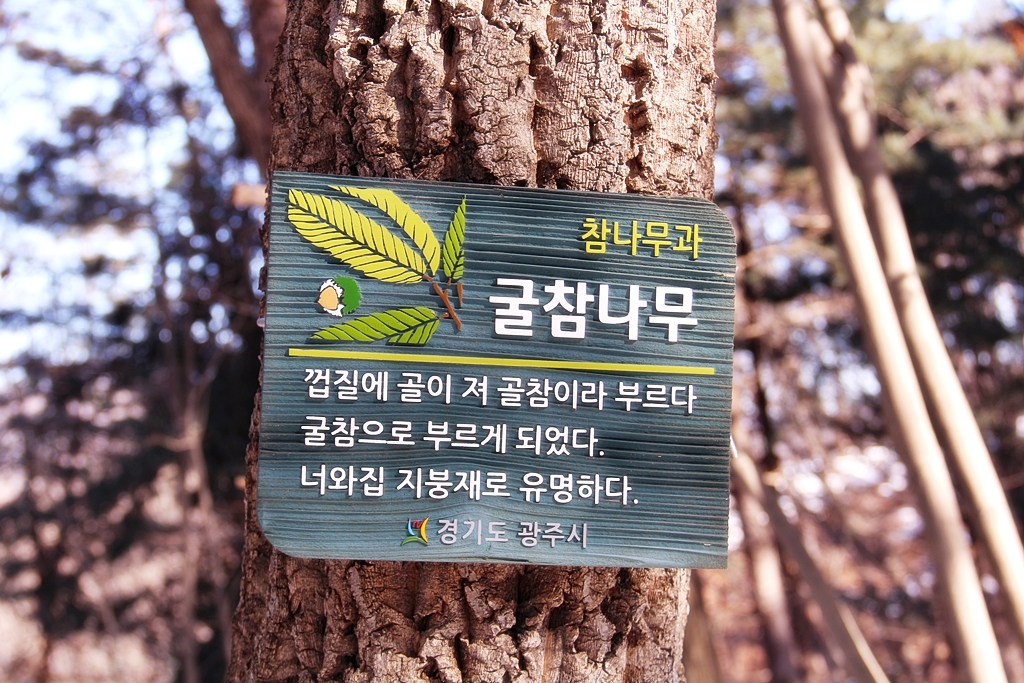 참나무과
굴참나무
껍질에 골이 져 골참이라 부르다
굴참으로 부르게 되었다.
너와집 지붕재로 유명하다.
경기도 광주시